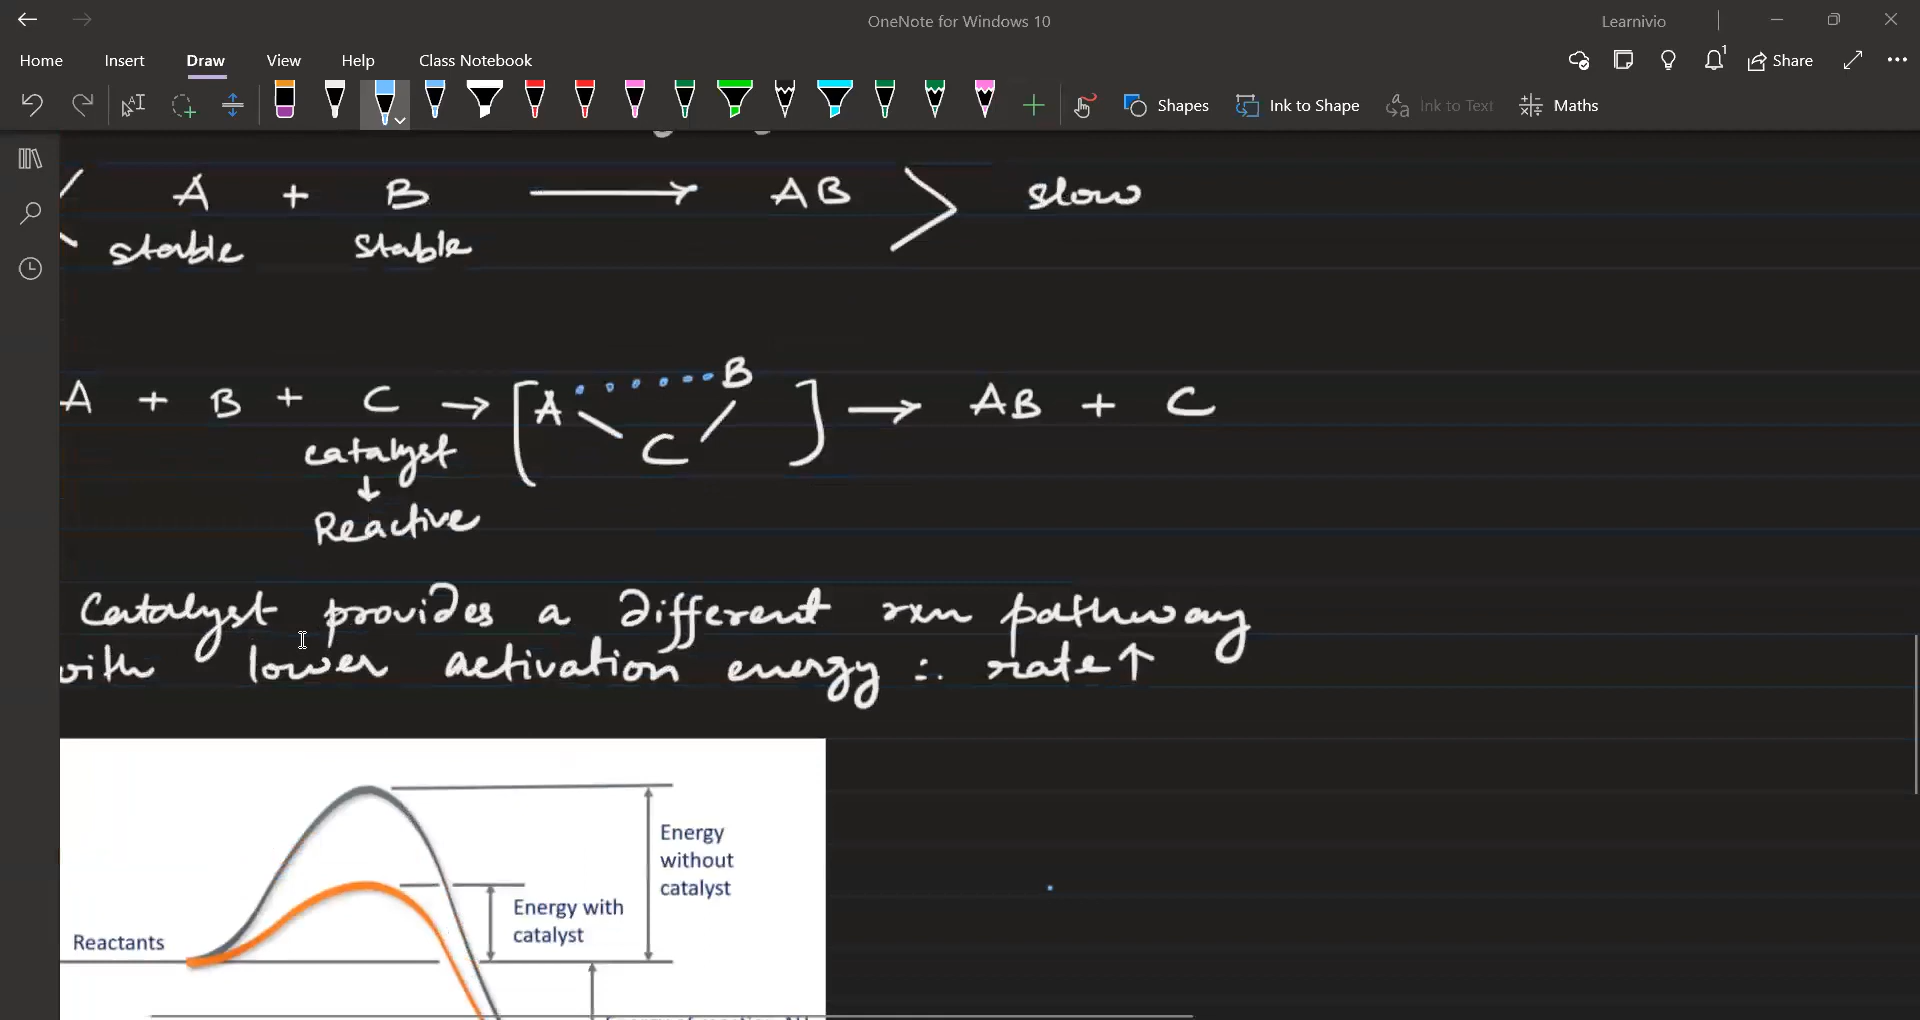 OneNote for Windows 10
Learnivio
Home Insert Draw View Help Class Notebook
1
Share
Shapes Ink to Shape Ink to Text Maths
A + B → AB slow
stable stable
A + B + C → [A B C] → AB + C
catalyst
↓
Reactive
Catalyst provides a different rxn pathway
with lower activation energy ∴ rate↑
Energy
without
catalyst
Energy with
catalyst
Reactants